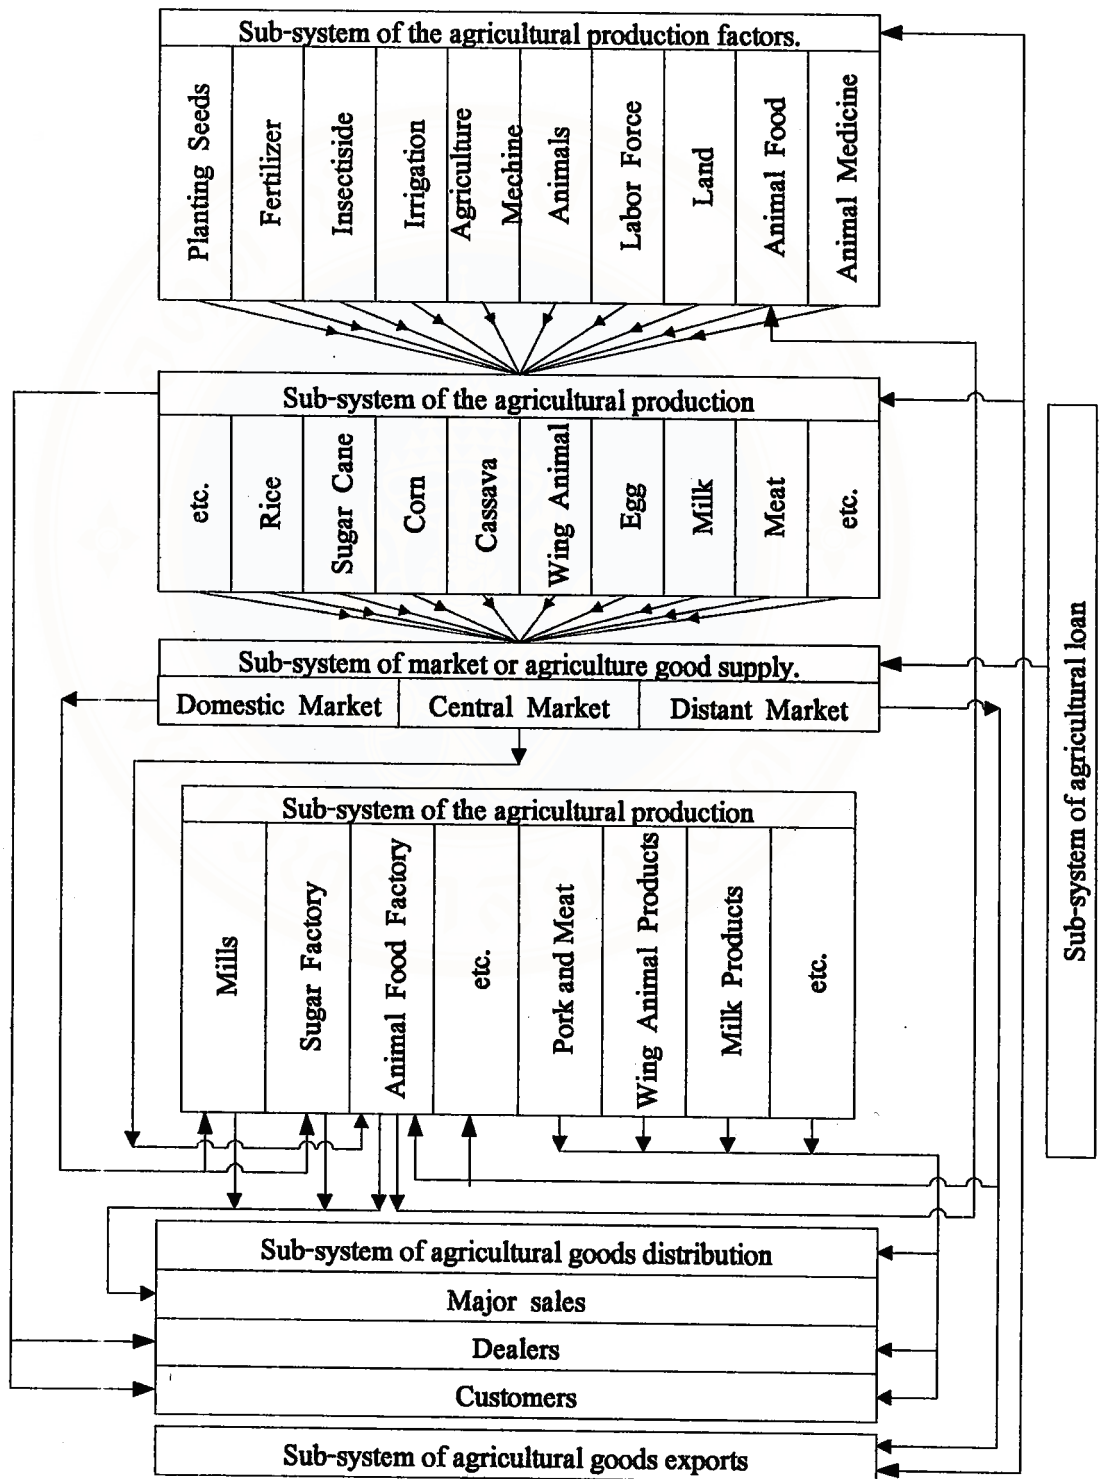 Sub-system of the agricultural production factors.
Planting Seeds
Fertilizer
Insectiside
Irrigation
Agriculture
Mechine
Animals
Labor Force
Land
Animal Food
Animal Medicine
Sub-system of the agricultural production
etc.
Rice
Sugar Cane
Corn
Cassava
Wing Animal
Egg
Milk
Meat
etc.
Sub-system of market or agriculture good supply.
Domestic Market
Central Market
Distant Market
Sub-system of agricultural loan
Sub-system of the agricultural production
Mills
Sugar Factory
Animal Food Factory
etc.
Pork and Meat
Wing Animal Products
Milk Products
etc.
Sub-system of agricultural goods distribution
Major sales
Dealers
Customers
Sub-system of agricultural goods exports